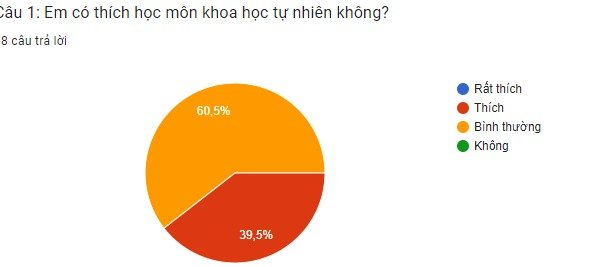 Câu 1: Em có thích học môn khoa học tự nhiên không?
8 câu trả lời
Rất thích
Thích
Bình thường
Không
60,5%
39,5%